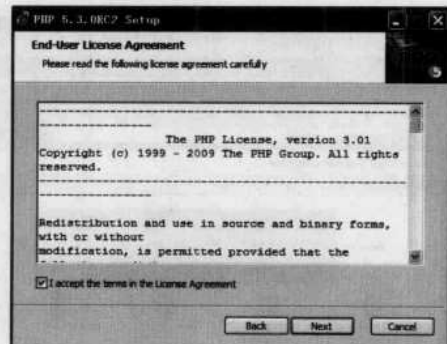 PHP 5.3.0RC2 Setup
End-User License Agreement
Please read the following license agreement carefully
--------------------------------------------------
---------------
The PHP License, version 3.01
Copyright (c) 1999 - 2009 The PHP Group. All rights
reserved.
--------------------------------------------------
---------------
Redistribution and use in source and binary forms,
with or without
modification, is permitted provided that the
I accept the terms in the License Agreement
Back Next Cancel